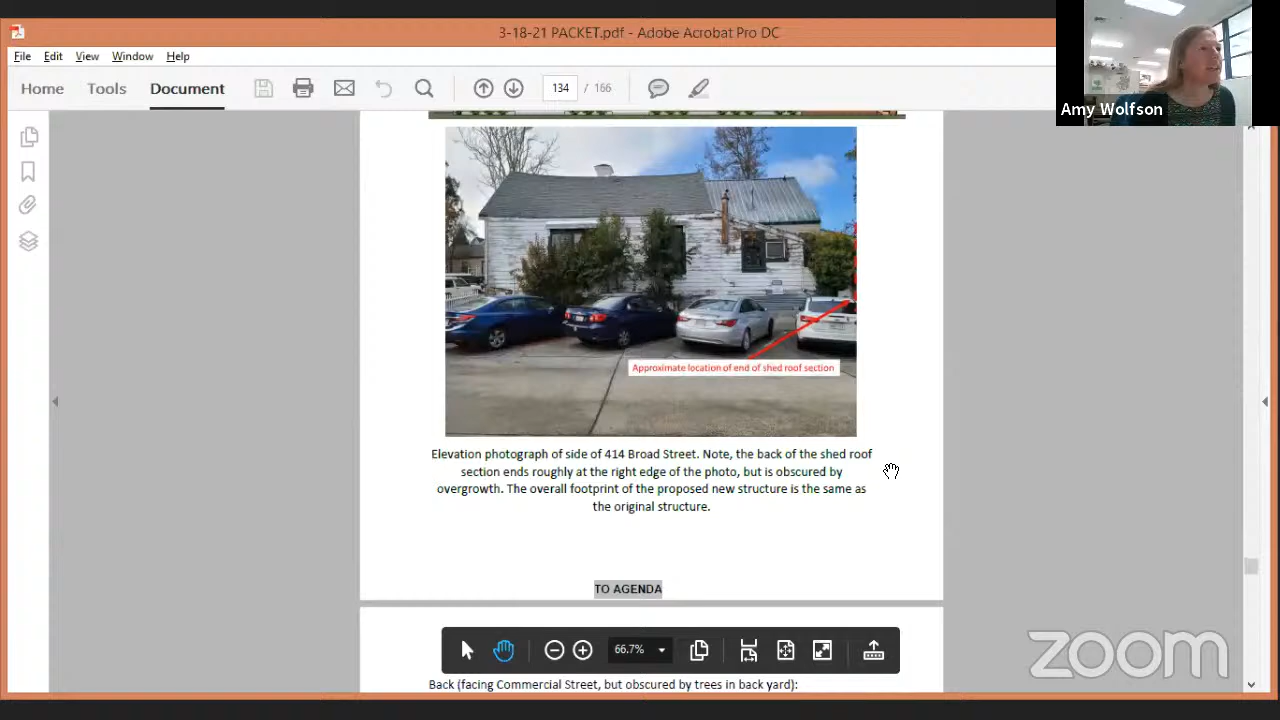 3-18-21 PACKET.pdf - Adobe Acrobat Pro DC
File Edit View Window Help
Home Tools Document 134 / 166
Amy Wolfson
Approximate location of end of shed roof section
Elevation photograph of side of 414 Broad Street. Note, the back of the shed roof
section ends roughly at the right edge of the photo, but is obscured by
overgrowth. The overall footprint of the proposed new structure is the same as
the original structure.
TO AGENDA
66.7%
zoom
Back (facing Commercial Street, but obscured by trees in back yard):